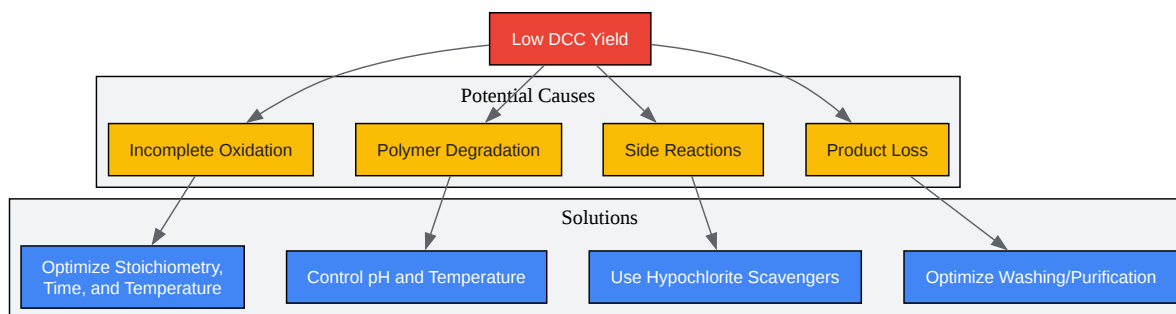 Low DCC Yield
Potential Causes
Incomplete Oxidation
Polymer Degradation
Side Reactions
Product Loss
Solutions
Optimize Stoichiometry,
Time, and Temperature
Control pH and Temperature
Use Hypochlorite Scavengers
Optimize Washing/Purification